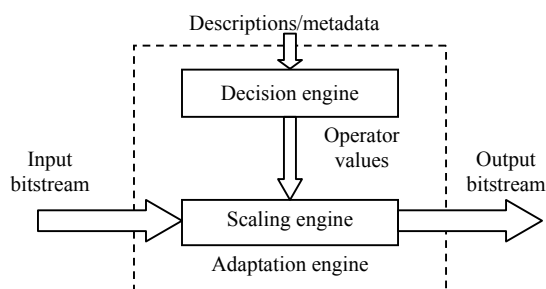 Descriptions/metadata
Decision engine
Operator
values
Input
bitstream
Output
bitstream
Scaling engine
Adaptation engine